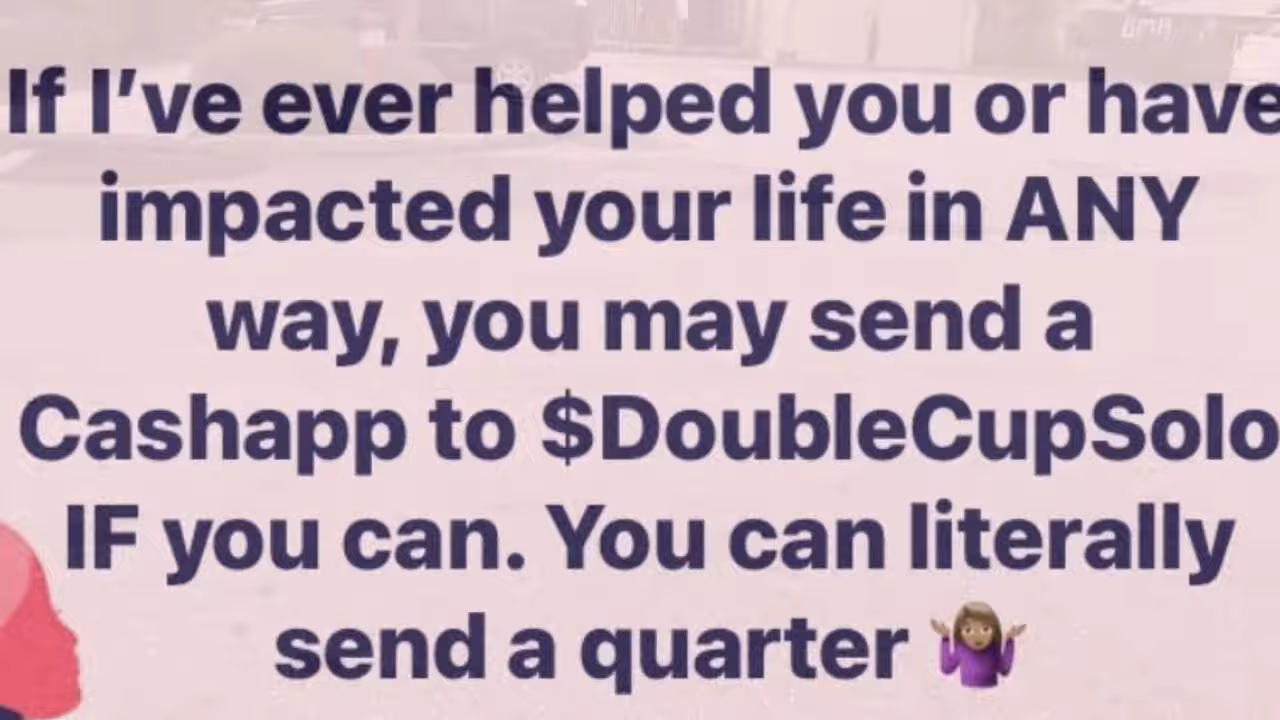 If I’ve ever helped you or have
impacted your life in ANY
way, you may send a
Cashapp to $DoubleCupSolo
IF you can. You can literally
send a quarter 🤷🏽‍♀️